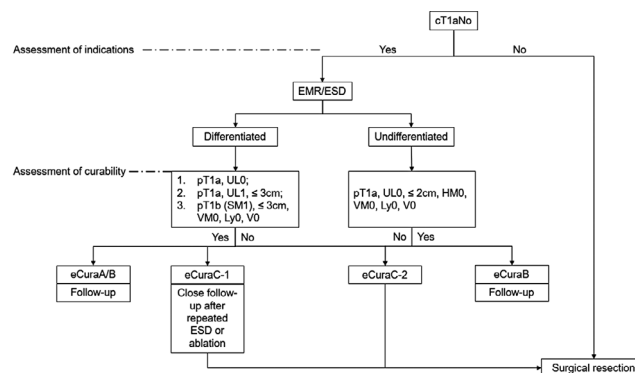 cT1aNo
Assessment of indications
Yes
No
EMR/ESD
Differentiated
Undifferentiated
Assessment of curability
1. pT1a, UL0;
2. pT1a, UL1, ≤ 3cm;
3. pT1b (SM1), ≤ 3cm,
VM0, Ly0, V0
pT1a, UL0, ≤ 2cm, HM0,
VM0, Ly0, V0
Yes
No
No
Yes
eCuraA/B
Follow-up
eCuraC-1
Close follow-
up after
repeated
ESD or
ablation
eCuraC-2
eCuraB
Follow-up
Surgical resection